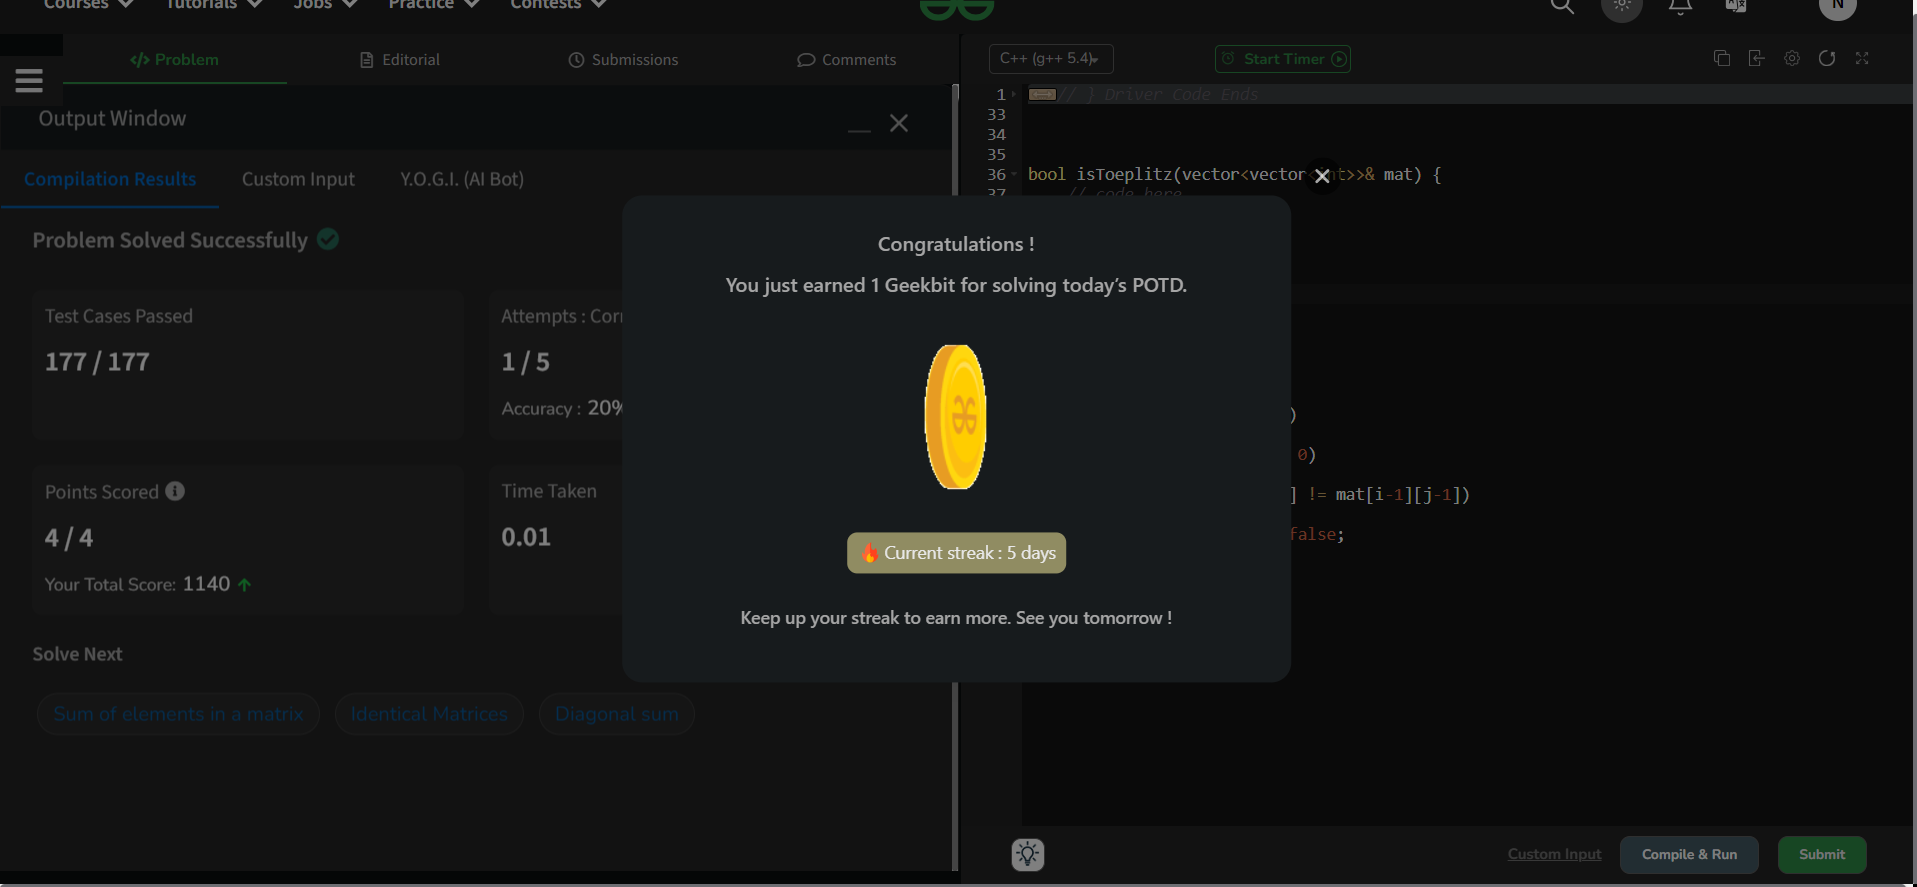 Courses
Tutorials
Jobs
Practice
Contests
N
</> Problem
Editorial
Submissions
Comments
C++ (g++ 5.4)
Start Timer
Output Window
Compilation Results
Custom Input
Y.O.G.I. (AI Bot)
Problem Solved Successfully
Test Cases Passed
177 / 177
Attempts : Corr
1 / 5
Accuracy : 20%
Points Scored
4 / 4
Your Total Score: 1140
Time Taken
0.01
Solve Next
Sum of elements in a matrix
Identical Matrices
Diagonal sum
1 // } Driver Code Ends
33
34
35
36 bool isToeplitz(vector<vector<int>>& mat) {
37 // code here
Congratulations !
You just earned 1 Geekbit for solving today's POTD.
Current streak : 5 days
Keep up your streak to earn more. See you tomorrow !
)
0)
] != mat[i-1][j-1])
false;
Custom Input
Compile & Run
Submit